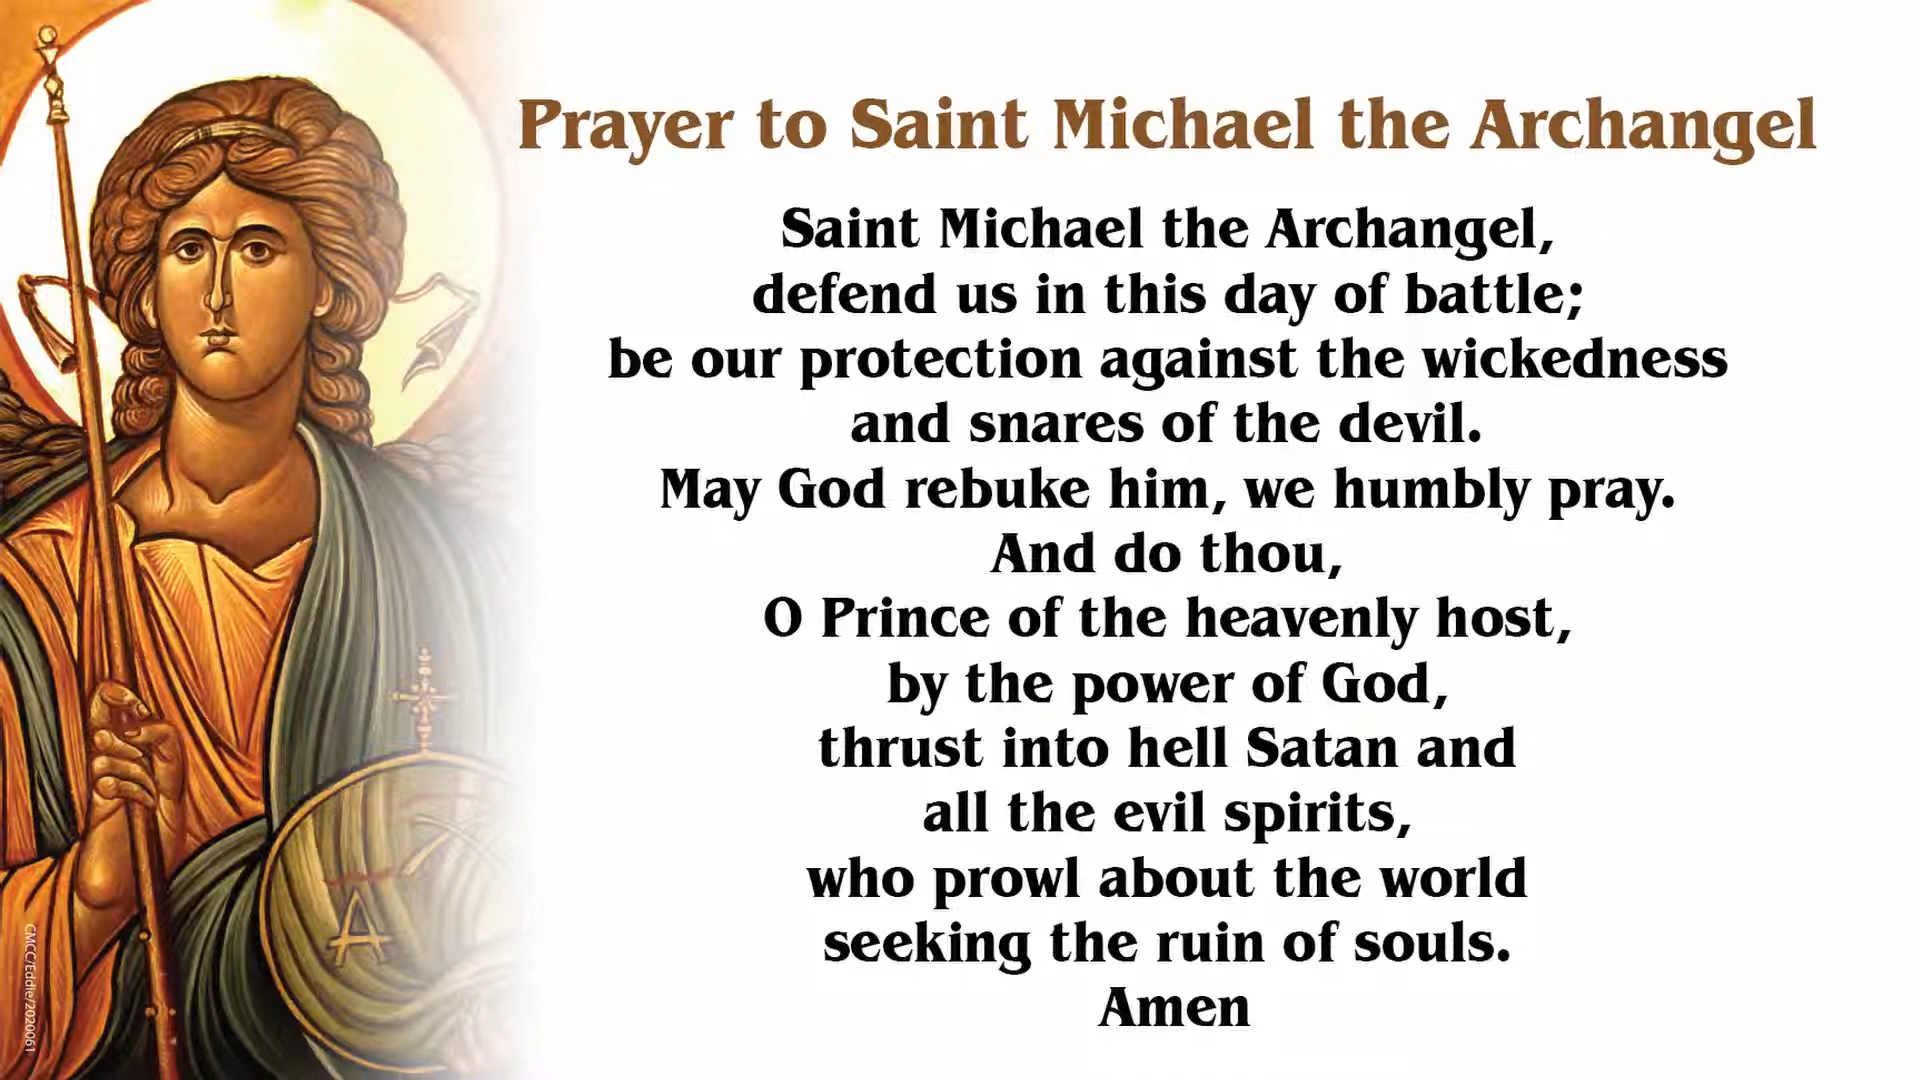 Prayer to Saint Michael the Archangel
Saint Michael the Archangel,
defend us in this day of battle;
be our protection against the wickedness
and snares of the devil.
May God rebuke him, we humbly pray.
And do thou,
O Prince of the heavenly host,
by the power of God,
thrust into hell Satan and
all the evil spirits,
who prowl about the world
seeking the ruin of souls.
Amen
CMCC/Eddie/2020061